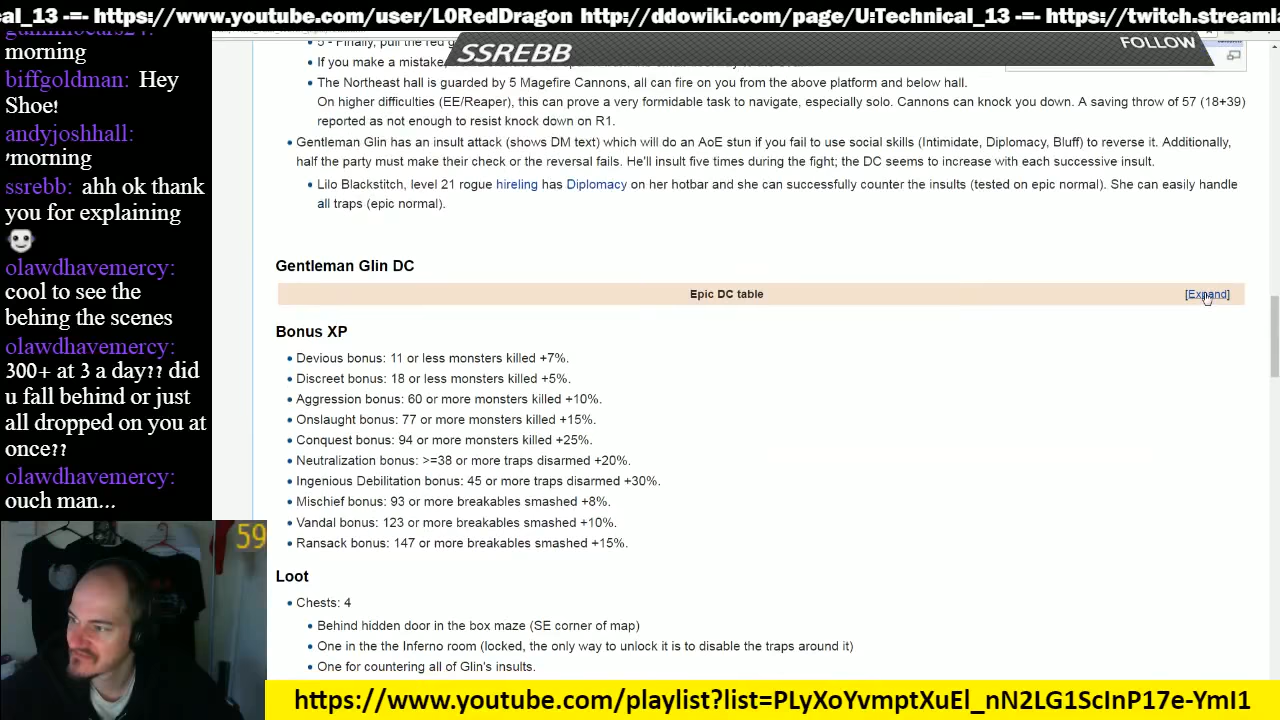 al_13 -=- https://www.youtube.com/user/L0RedDragon http://ddowiki.com/page/U:Technical_13 -=- https://twitch.streaml
SSREBB
FOLLOW
morning
biffgoldman: Hey
Shoe!
andyjoshhall:
'morning
ssrebb: ahh ok thank
you for explaining
olawdhavemercy:
cool to see the
behing the scenes
olawdhavemercy:
300+ at 3 a day?? did
u fall behind or just
all dropped on you at
once??
olawdhavemercy:
ouch man...
59
5 - Finally, pull the red g
If you make a mistake,
The Northeast hall is guarded by 5 Magefire Cannons, all can fire on you from the above platform and below hall.
On higher difficulties (EE/Reaper), this can prove a very formidable task to navigate, especially solo. Cannons can knock you down. A saving throw of 57 (18+39)
reported as not enough to resist knock down on R1.
Gentleman Glin has an insult attack (shows DM text) which will do an AoE stun if you fail to use social skills (Intimidate, Diplomacy, Bluff) to reverse it. Additionally,
half the party must make their check or the reversal fails. He'll insult five times during the fight; the DC seems to increase with each successive insult.
Lilo Blackstitch, level 21 rogue hireling has Diplomacy on her hotbar and she can successfully counter the insults (tested on epic normal). She can easily handle
all traps (epic normal).
Gentleman Glin DC
Epic DC table [Expand]
Bonus XP
Devious bonus: 11 or less monsters killed +7%.
Discreet bonus: 18 or less monsters killed +5%.
Aggression bonus: 60 or more monsters killed +10%.
Onslaught bonus: 77 or more monsters killed +15%.
Conquest bonus: 94 or more monsters killed +25%.
Neutralization bonus: >=38 or more traps disarmed +20%.
Ingenious Debilitation bonus: 45 or more traps disarmed +30%.
Mischief bonus: 93 or more breakables smashed +8%.
Vandal bonus: 123 or more breakables smashed +10%.
Ransack bonus: 147 or more breakables smashed +15%.
Loot
Chests: 4
Behind hidden door in the box maze (SE corner of map)
One in the the Inferno room (locked, the only way to unlock it is to disable the traps around it)
One for countering all of Glin's insults.
https://www.youtube.com/playlist?list=PLyXoYvmptXuEl_nN2LG1ScInP17e-YmI1